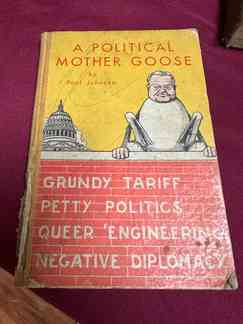 A POLITICAL
MOTHER GOOSE
by
Paul Johnson
GRUNDY TARIFF
PETTY POLITICS
QUEER 'ENGINEERING'
NEGATIVE DIPLOMACY